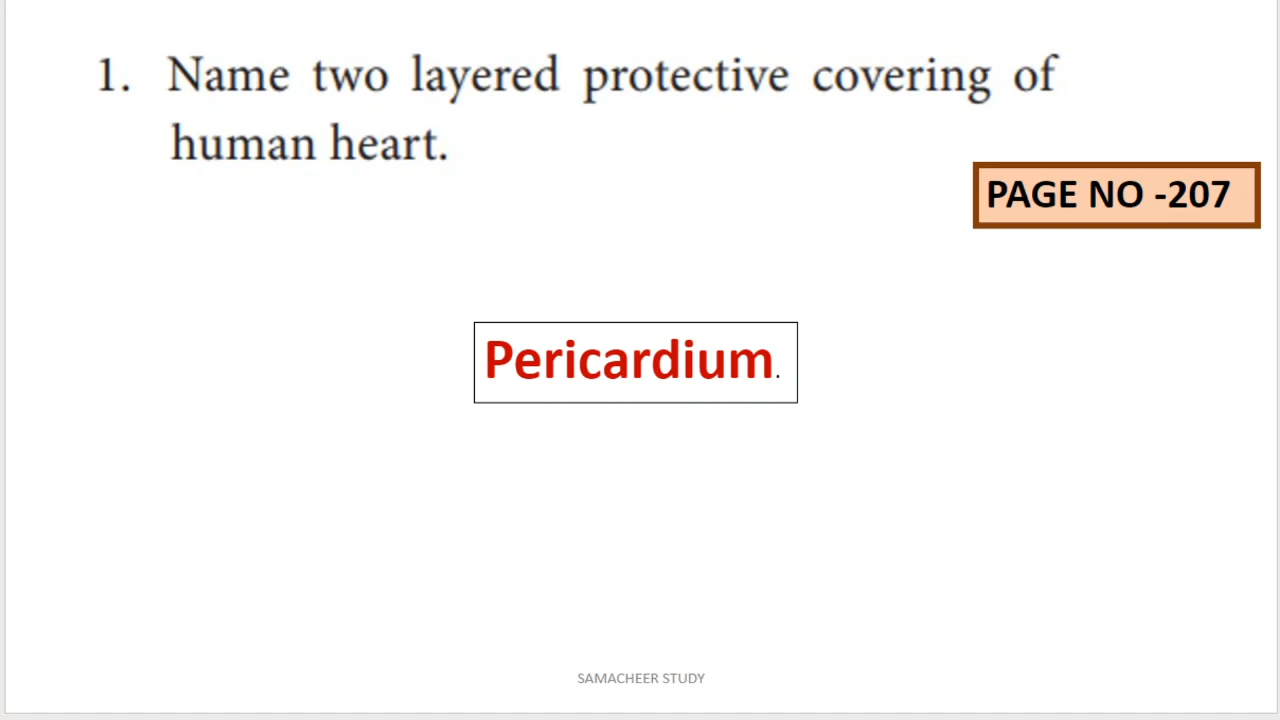 1. Name two layered protective covering of
human heart.
PAGE NO -207
Pericardium.
SAMACHEER STUDY